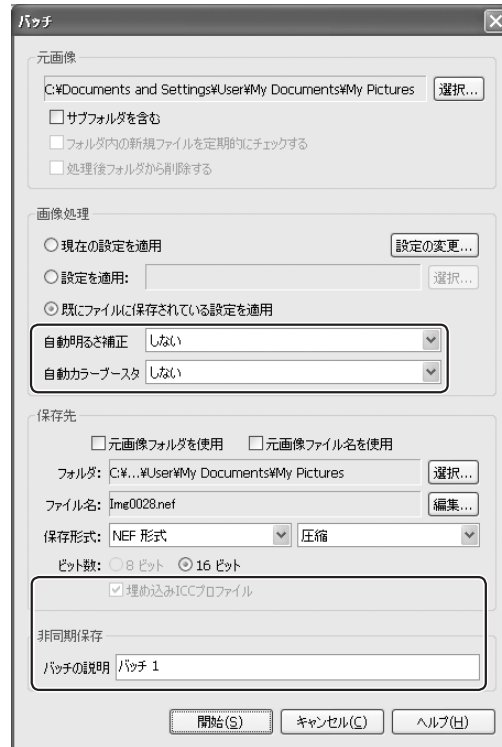 バッチ
元画像
C:¥Documents and Settings¥User¥My Documents¥My Pictures 選択...
サブフォルダを含む
フォルダ内の新規ファイルを定期的にチェックする
処理後フォルダから削除する
画像処理
現在の設定を適用 設定の変更...
設定を適用: 選択...
既にファイルに保存されている設定を適用
自動明るさ補正 しない
自動カラーブースタ しない
保存先
元画像フォルダを使用 元画像ファイル名を使用
フォルダ: C:¥...¥User¥My Documents¥My Pictures 選択...
ファイル名: Img0028.nef 編集...
保存形式: NEF 形式 圧縮
ビット数: 8 ビット 16 ビット
埋め込みICCプロファイル
非同期保存
バッチの説明 バッチ 1
開始(S) キャンセル(C) ヘルプ(H)